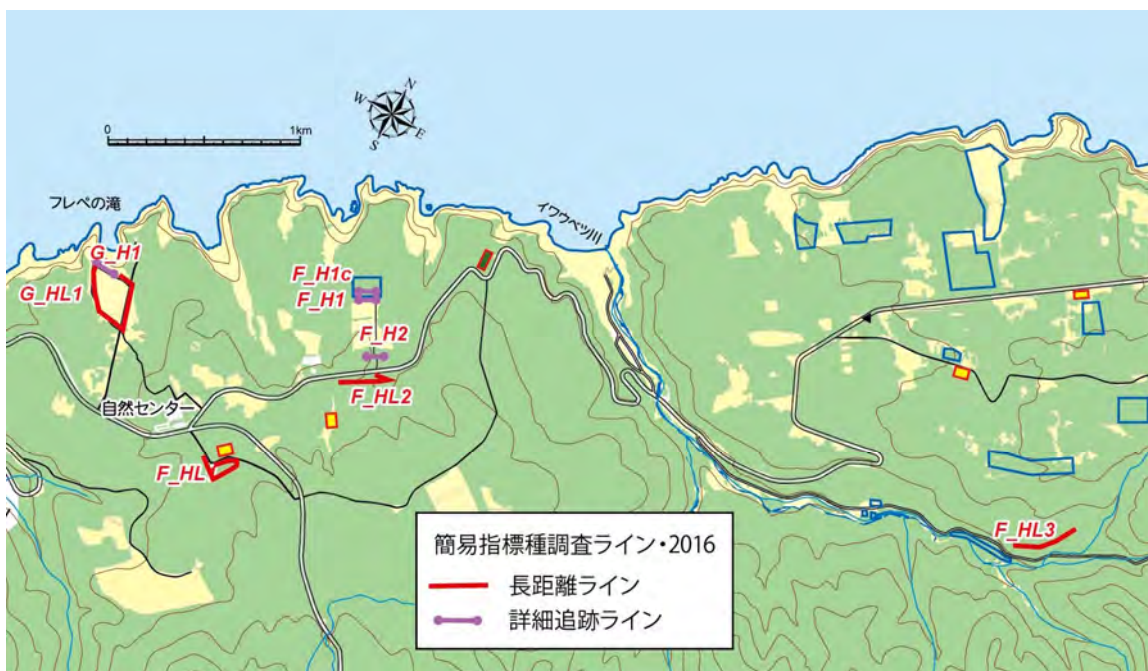 N
W
E
S
0
1km
フレペの滝
イワウベツ川
G_H1
G_HL1
F_H1c
F_H1
F_H2
F_HL2
自然センター
F_HL
F_HL3
簡易指標種調査ライン・2016
長距離ライン
詳細追跡ライン